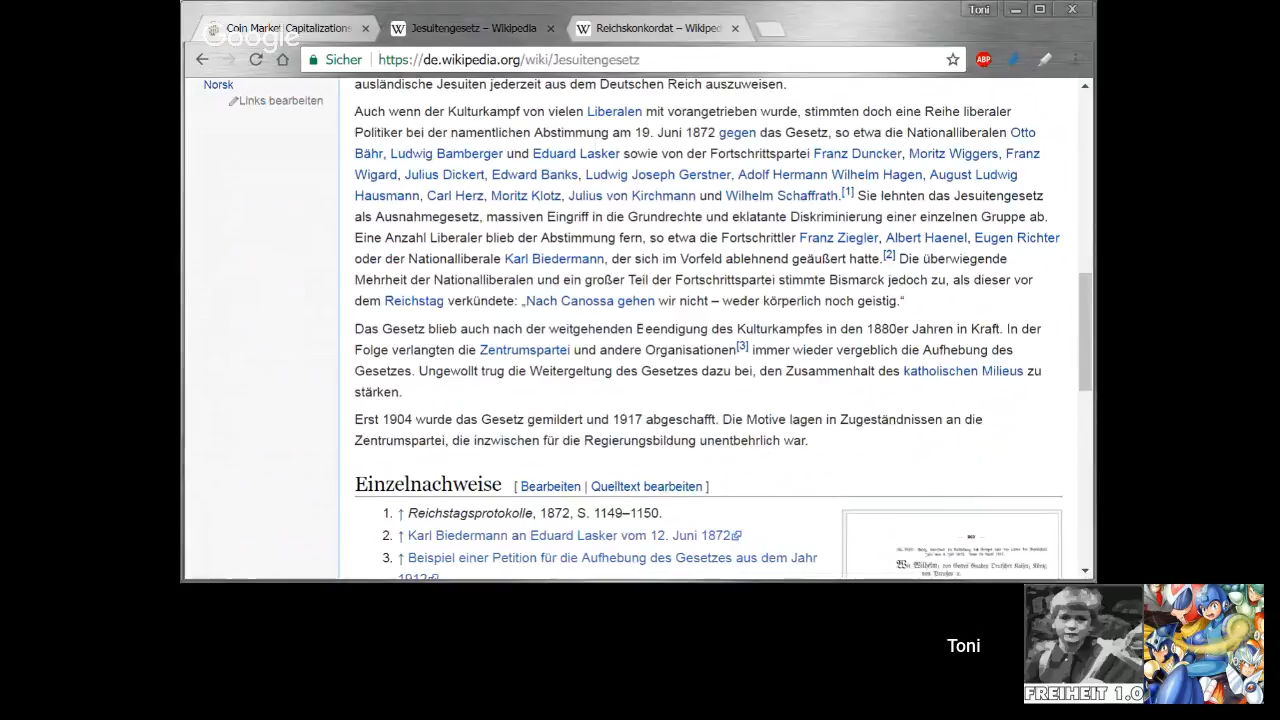 Toni
Google
Coin Market Capitalizations
Jesuitengesetz – Wikipedia
Reichskonkordat – Wikiped
Sicher
https://de.wikipedia.org/wiki/Jesuitengesetz
ABP
Norsk
Links bearbeiten
ausländische Jesuiten jederzeit aus dem Deutschen Reich auszuweisen.
Auch wenn der Kulturkampf von vielen Liberalen mit vorangetrieben wurde, stimmten doch eine Reihe liberaler
Politiker bei der namentlichen Abstimmung am 19. Juni 1872 gegen das Gesetz, so etwa die Nationalliberalen Otto
Bähr, Ludwig Bamberger und Eduard Lasker sowie von der Fortschrittspartei Franz Duncker, Moritz Wiggers, Franz
Wigard, Julius Dickert, Edward Banks, Ludwig Joseph Gerstner, Adolf Hermann Wilhelm Hagen, August Ludwig
Hausmann, Carl Herz, Moritz Klotz, Julius von Kirchmann und Wilhelm Schaffrath.[1] Sie lehnten das Jesuitengesetz
als Ausnahmegesetz, massiven Eingriff in die Grundrechte und eklatante Diskriminierung einer einzelnen Gruppe ab.
Eine Anzahl Liberaler blieb der Abstimmung fern, so etwa die Fortschrittler Franz Ziegler, Albert Haenel, Eugen Richter
oder der Nationalliberale Karl Biedermann, der sich im Vorfeld ablehnend geäußert hatte.[2] Die überwiegende
Mehrheit der Nationalliberalen und ein großer Teil der Fortschrittspartei stimmte Bismarck jedoch zu, als dieser vor
dem Reichstag verkündete: „Nach Canossa gehen wir nicht – weder körperlich noch geistig.“
Das Gesetz blieb auch nach der weitgehenden Beendigung des Kulturkampfes in den 1880er Jahren in Kraft. In der
Folge verlangten die Zentrumspartei und andere Organisationen[3] immer wieder vergeblich die Aufhebung des
Gesetzes. Ungewollt trug die Weitergeltung des Gesetzes dazu bei, den Zusammenhalt des katholischen Milieus zu
stärken.
Erst 1904 wurde das Gesetz gemildert und 1917 abgeschafft. Die Motive lagen in Zugeständnissen an die
Zentrumspartei, die inzwischen für die Regierungsbildung unentbehrlich war.
Einzelnachweise [ Bearbeiten | Quelltext bearbeiten ]
1. ↑ Reichstagsprotokolle, 1872, S. 1149–1150.
2. ↑ Karl Biedermann an Eduard Lasker vom 12. Juni 1872
3. ↑ Beispiel einer Petition für die Aufhebung des Gesetzes aus dem Jahr
1912
Toni
FREIHEIT 1.0